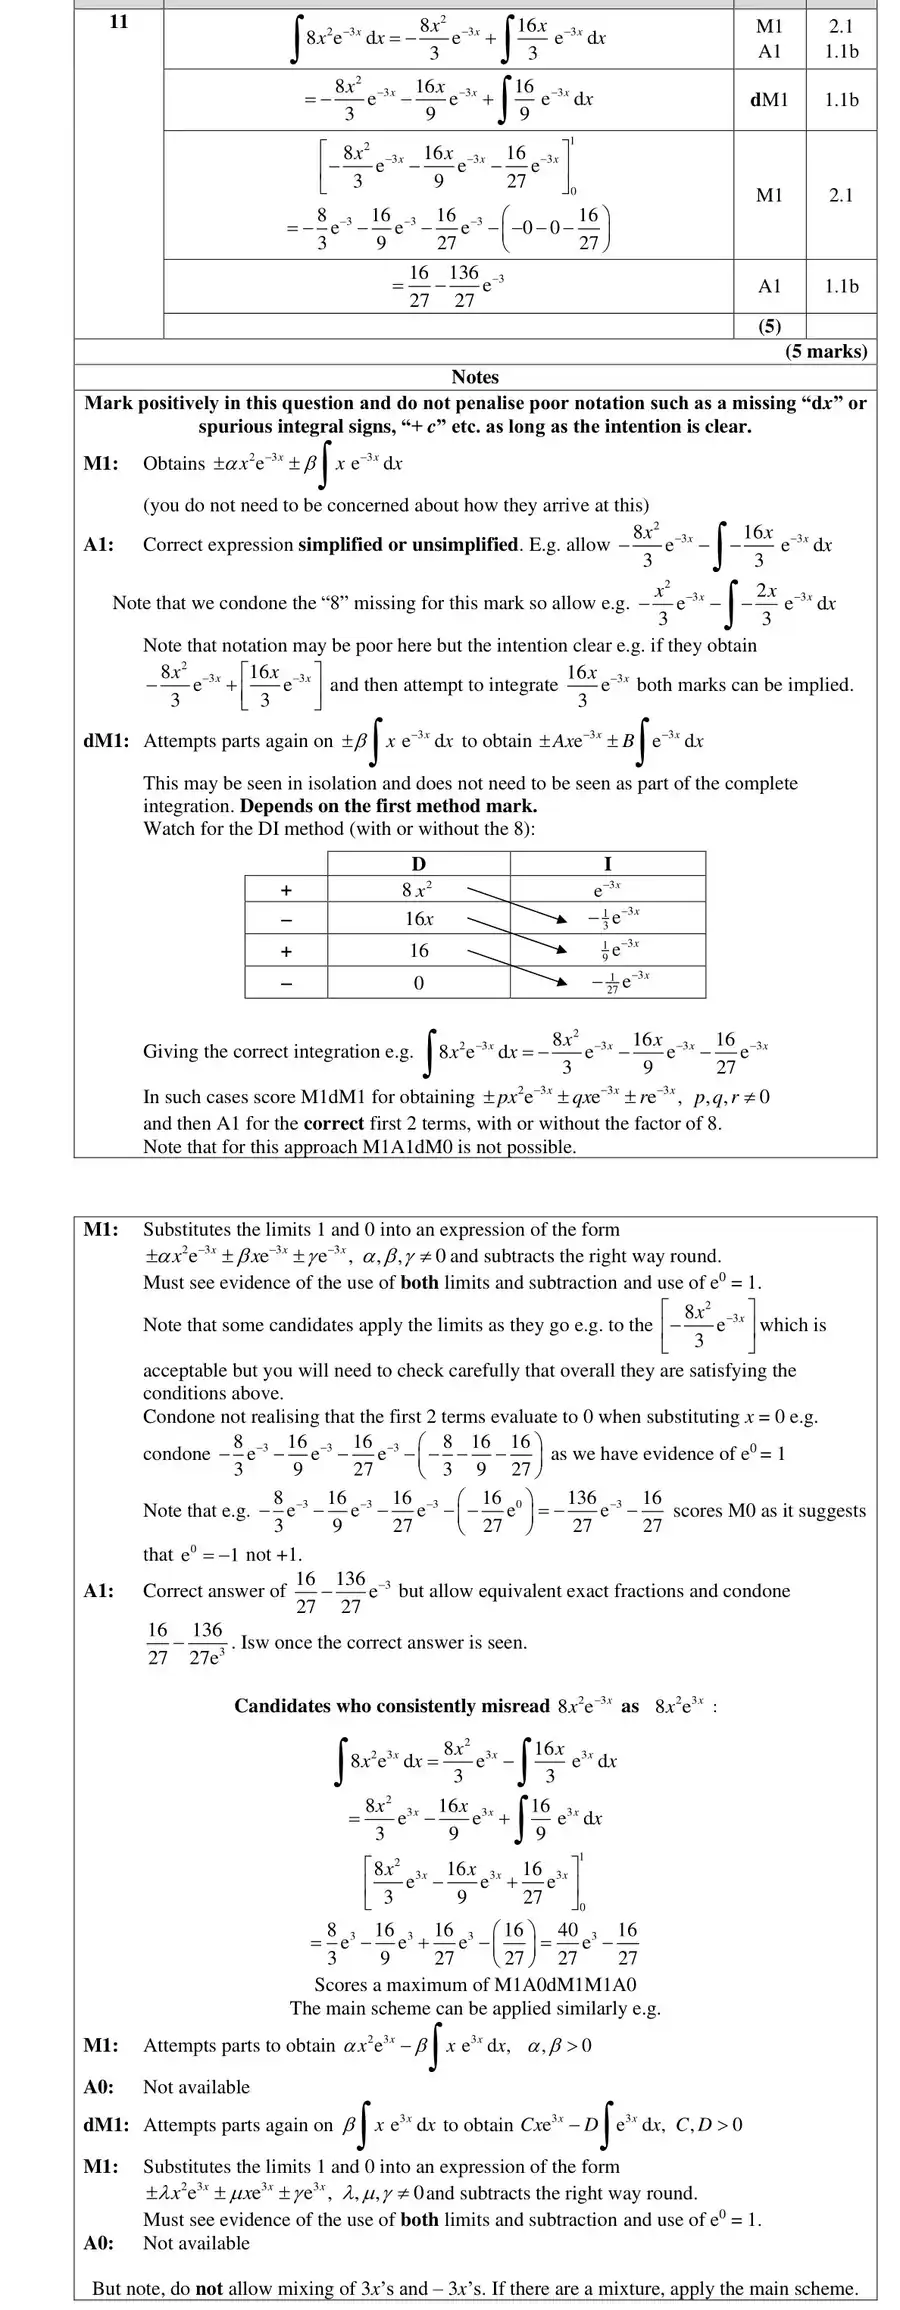 11
∫ 8x²e⁻³ˣ dx = −(8x²/3)e⁻³ˣ + ∫ (16x/3) e⁻³ˣ dx
M1 2.1
A1 1.1b
= −(8x²/3)e⁻³ˣ − (16x/9)e⁻³ˣ + ∫ (16/9) e⁻³ˣ dx
dM1 1.1b
[−(8x²/3)e⁻³ˣ − (16x/9)e⁻³ˣ − (16/27)e⁻³ˣ]₀¹
= −(8/3)e⁻³ − (16/9)e⁻³ − (16/27)e⁻³ − (−0 − 0 − 16/27)
M1 2.1
= 16/27 − (136/27)e⁻³
A1 1.1b
(5)
(5 marks)
Notes
Mark positively in this question and do not penalise poor notation such as a missing “dx” or
spurious integral signs, “+ c” etc. as long as the intention is clear.
M1: Obtains ±αx²e⁻³ˣ ± β∫ x e⁻³ˣ dx
(you do not need to be concerned about how they arrive at this)
A1: Correct expression simplified or unsimplified. E.g. allow −(8x²/3)e⁻³ˣ − ∫ −(16x/3) e⁻³ˣ dx
Note that we condone the “8” missing for this mark so allow e.g. −(x²/3)e⁻³ˣ − ∫ −(2x/3) e⁻³ˣ dx
Note that notation may be poor here but the intention clear e.g. if they obtain
−(8x²/3)e⁻³ˣ + [(16x/3)e⁻³ˣ] and then attempt to integrate (16x/3)e⁻³ˣ both marks can be implied.
dM1: Attempts parts again on ±β∫ x e⁻³ˣ dx to obtain ±Axe⁻³ˣ ± B∫ e⁻³ˣ dx
This may be seen in isolation and does not need to be seen as part of the complete
integration. Depends on the first method mark.
Watch for the DI method (with or without the 8):
D I
+ 8x² e⁻³ˣ
− 16x −(1/3)e⁻³ˣ
+ 16 (1/9)e⁻³ˣ
− 0 −(1/27)e⁻³ˣ
Giving the correct integration e.g. ∫ 8x²e⁻³ˣ dx = −(8x²/3)e⁻³ˣ − (16x/9)e⁻³ˣ − (16/27)e⁻³ˣ
In such cases score M1dM1 for obtaining ±px²e⁻³ˣ ± qxe⁻³ˣ ± re⁻³ˣ, p,q,r ≠ 0
and then A1 for the correct first 2 terms, with or without the factor of 8.
Note that for this approach M1A1dM0 is not possible.
M1: Substitutes the limits 1 and 0 into an expression of the form
±αx²e⁻³ˣ ± βxe⁻³ˣ ± γe⁻³ˣ, α,β,γ ≠ 0 and subtracts the right way round.
Must see evidence of the use of both limits and subtraction and use of e⁰ = 1.
Note that some candidates apply the limits as they go e.g. to the [−(8x²/3)e⁻³ˣ] which is
acceptable but you will need to check carefully that overall they are satisfying the
conditions above.
Condone not realising that the first 2 terms evaluate to 0 when substituting x = 0 e.g.
condone −(8/3)e⁻³ − (16/9)e⁻³ − (16/27)e⁻³ − (−8/3 − 16/9 − 16/27) as we have evidence of e⁰ = 1
Note that e.g. −(8/3)e⁻³ − (16/9)e⁻³ − (16/27)e⁻³ − (−(16/27)e⁰) = −(136/27)e⁻³ − 16/27 scores M0 as it suggests
that e⁰ = −1 not +1.
A1: Correct answer of 16/27 − (136/27)e⁻³ but allow equivalent exact fractions and condone
16/27 − 136/(27e³). Isw once the correct answer is seen.
Candidates who consistently misread 8x²e⁻³ˣ as 8x²e³ˣ :
∫ 8x²e³ˣ dx = (8x²/3)e³ˣ − ∫ (16x/3) e³ˣ dx
= (8x²/3)e³ˣ − (16x/9)e³ˣ + ∫ (16/9) e³ˣ dx
[(8x²/3)e³ˣ − (16x/9)e³ˣ + (16/27)e³ˣ]₀¹
= (8/3)e³ − (16/9)e³ + (16/27)e³ − (16/27) = (40/27)e³ − 16/27
Scores a maximum of M1A0dM1M1A0
The main scheme can be applied similarly e.g.
M1: Attempts parts to obtain αx²e³ˣ − β∫ x e³ˣ dx, α,β > 0
A0: Not available
dM1: Attempts parts again on β∫ x e³ˣ dx to obtain Cxe³ˣ − D∫ e³ˣ dx, C,D > 0
M1: Substitutes the limits 1 and 0 into an expression of the form
±λx²e³ˣ ± μxe³ˣ ± γe³ˣ, λ,μ,γ ≠ 0 and subtracts the right way round.
Must see evidence of the use of both limits and subtraction and use of e⁰ = 1.
A0: Not available
But note, do not allow mixing of 3x’s and – 3x’s. If there are a mixture, apply the main scheme.